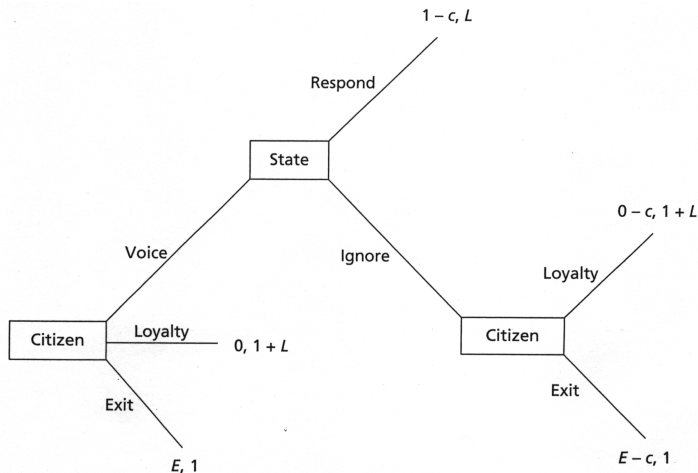 1 – c, L
Respond
State
0 – c, 1 + L
Voice
Ignore
Loyalty
Citizen
Loyalty
0, 1 + L
Citizen
Exit
Exit
E, 1
E – c, 1